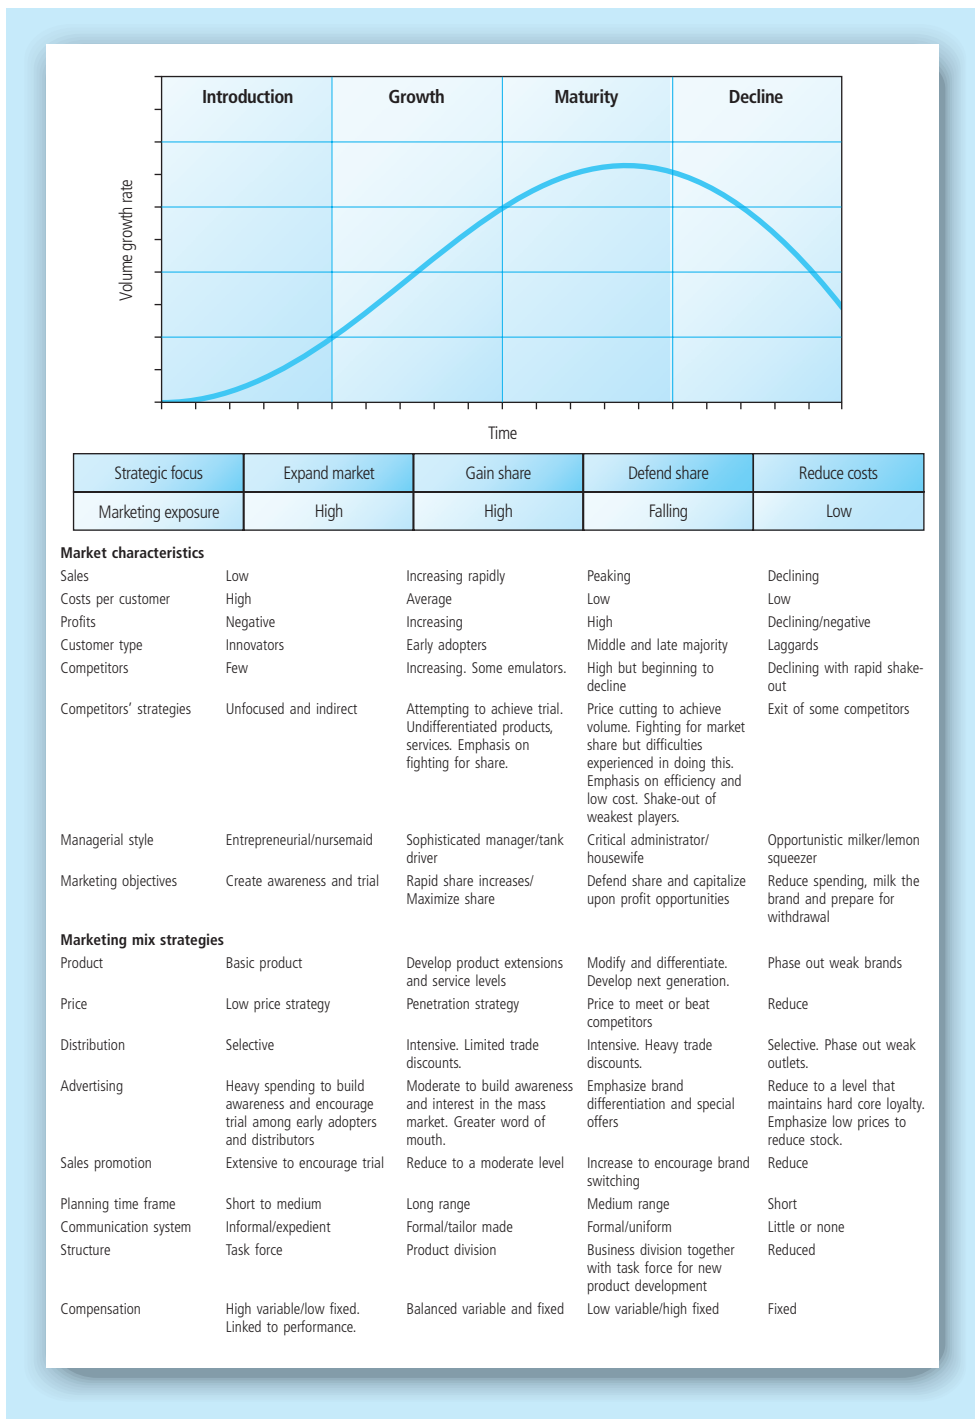 Introduction Growth Maturity Decline
Volume growth rate
Time
Strategic focus Expand market Gain share Defend share Reduce costs
Marketing exposure High High Falling Low
Market characteristics
Sales Low Increasing rapidly Peaking Declining
Costs per customer High Average Low Low
Profits Negative Increasing High Declining/negative
Customer type Innovators Early adopters Middle and late majority Laggards
Competitors Few Increasing. Some emulators. High but beginning to Declining with rapid shake-
decline out
Competitors’ strategies Unfocused and indirect Attempting to achieve trial. Price cutting to achieve Exit of some competitors
Undifferentiated products, volume. Fighting for market
services. Emphasis on share but difficulties
fighting for share. experienced in doing this.
Emphasis on efficiency and
low cost. Shake-out of
weakest players.
Managerial style Entrepreneurial/nursemaid Sophisticated manager/tank Critical administrator/ Opportunistic milker/lemon
driver housewife squeezer
Marketing objectives Create awareness and trial Rapid share increases/ Defend share and capitalize Reduce spending, milk the
Maximize share upon profit opportunities brand and prepare for
withdrawal
Marketing mix strategies
Product Basic product Develop product extensions Modify and differentiate. Phase out weak brands
and service levels Develop next generation.
Price Low price strategy Penetration strategy Price to meet or beat Reduce
competitors
Distribution Selective Intensive. Limited trade Intensive. Heavy trade Selective. Phase out weak
discounts. discounts. outlets.
Advertising Heavy spending to build Moderate to build awareness Emphasize brand Reduce to a level that
awareness and encourage and interest in the mass differentiation and special maintains hard core loyalty.
trial among early adopters market. Greater word of offers Emphasize low prices to
and distributors mouth. reduce stock.
Sales promotion Extensive to encourage trial Reduce to a moderate level Increase to encourage brand Reduce
switching
Planning time frame Short to medium Long range Medium range Short
Communication system Informal/expedient Formal/tailor made Formal/uniform Little or none
Structure Task force Product division Business division together Reduced
with task force for new
product development
Compensation High variable/low fixed. Balanced variable and fixed Low variable/high fixed Fixed
Linked to performance.